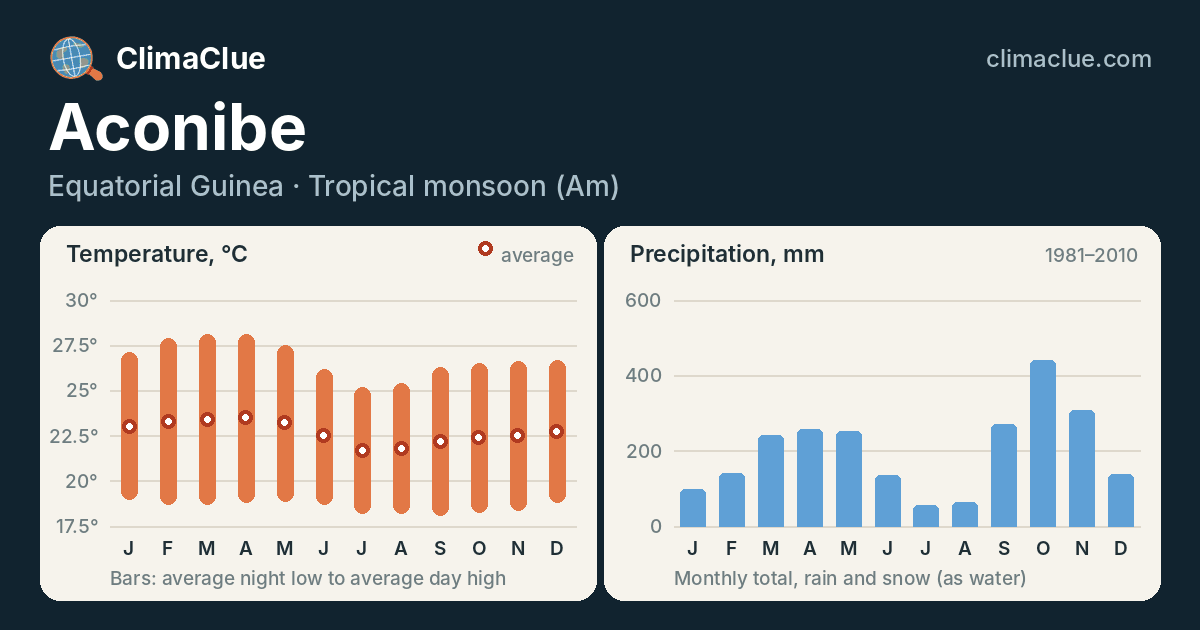 ClimaClue
climaclue.com
Aconibe
Equatorial Guinea · Tropical monsoon (Am)
Temperature, °C
average
30°
27.5°
25°
22.5°
20°
17.5°
J F M A M J J A S O N D
Bars: average night low to average day high
Precipitation, mm
1981–2010
600
400
200
0
J F M A M J J A S O N D
Monthly total, rain and snow (as water)